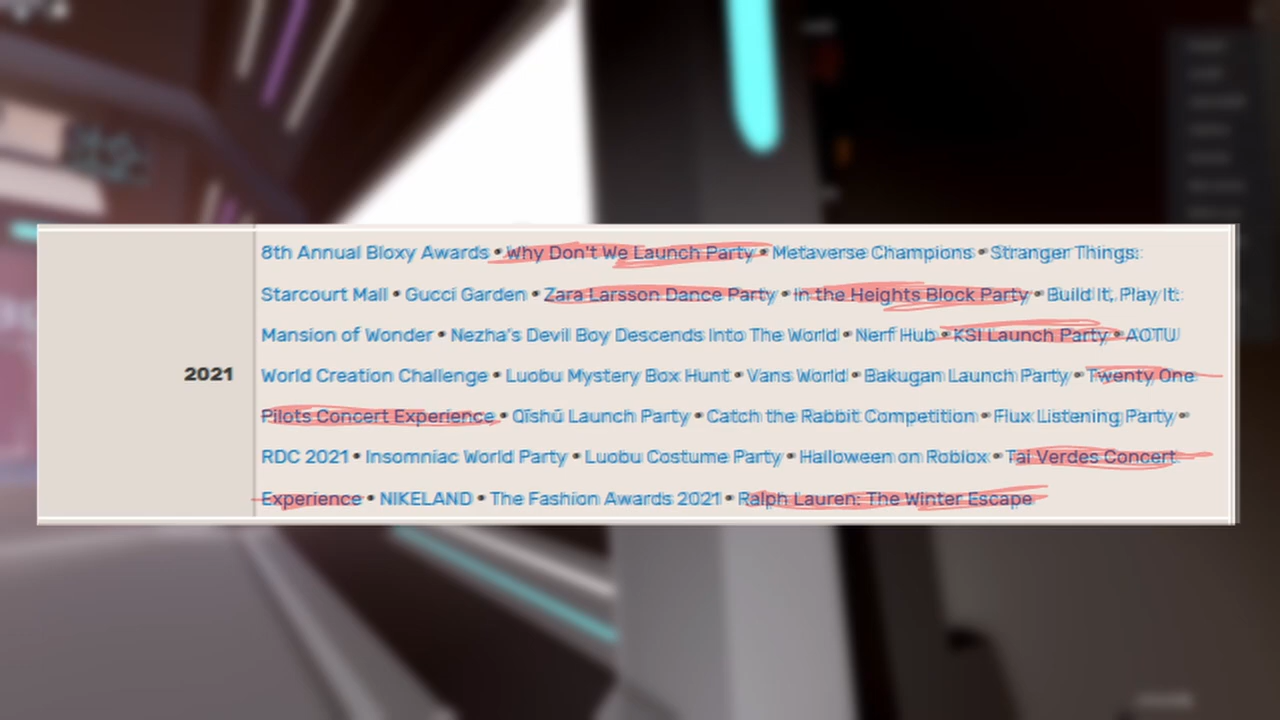 8th Annual Bloxy Awards • Why Don't We Launch Party • Metaverse Champions • Stranger Things:
Starcourt Mall • Gucci Garden • Zara Larsson Dance Party • In the Heights Block Party • Build It, Play It:
Mansion of Wonder • Nezha's Devil Boy Descends Into The World • Nerf Hub • KSI Launch Party • AOTU
2021
World Creation Challenge • Luobu Mystery Box Hunt • Vans World • Bakugan Launch Party • Twenty One
Pilots Concert Experience • Qīshū Launch Party • Catch the Rabbit Competition • Flux Listening Party •
RDC 2021 • Insomniac World Party • Luobu Costume Party • Halloween on Roblox • Tai Verdes Concert
Experience • NIKELAND • The Fashion Awards 2021 • Ralph Lauren: The Winter Escape